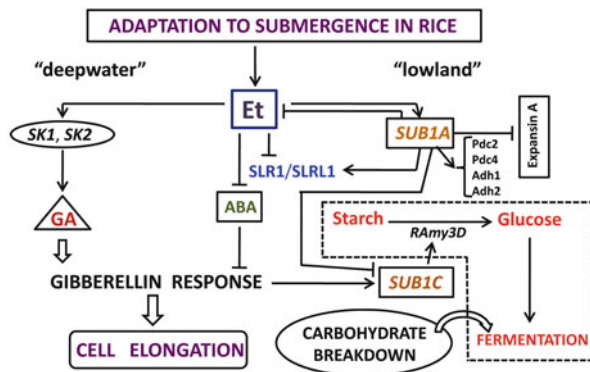 ADAPTATION TO SUBMERGENCE IN RICE
“deepwater”
“lowland”
Et
SK1, SK2
SUB1A
Expansin A
Pdc2
Pdc4
Adh1
Adh2
SLR1/SLRL1
GA
ABA
Starch
Glucose
RAmy3D
GIBBERELLIN RESPONSE
SUB1C
CELL ELONGATION
CARBOHYDRATE
BREAKDOWN
FERMENTATION